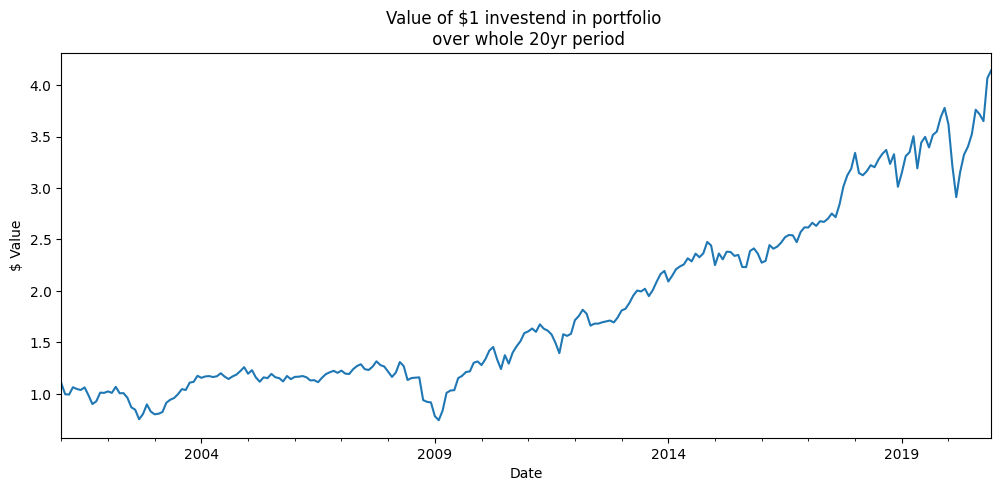 Value of $1 investend in portfolio
over whole 20yr period
4.0
3.5
3.0
2.5
2.0
1.5
1.0
$ Value
2004
2009
2014
2019
Date